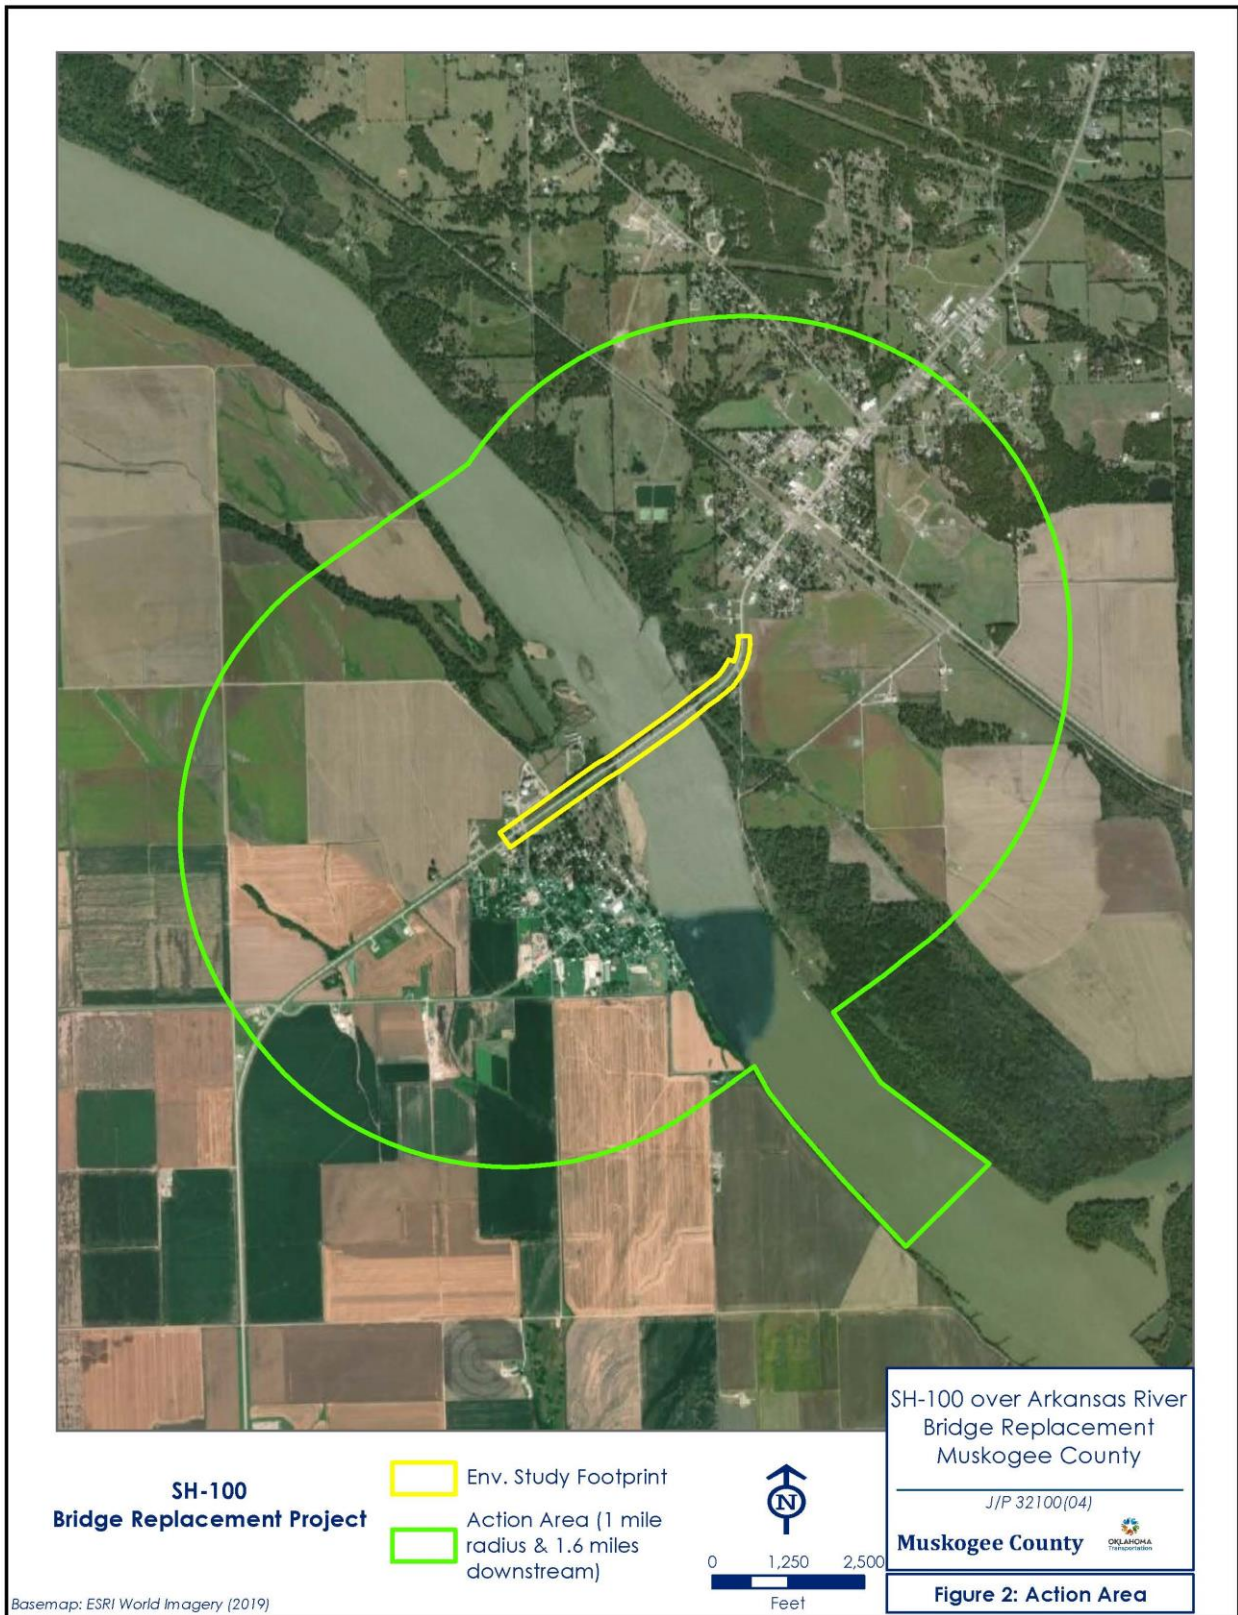 SH-100
Bridge Replacement Project
Env. Study Footprint
Action Area (1 mile
radius & 1.6 miles
downstream)
N
0 1,250 2,500
Feet
SH-100 over Arkansas River
Bridge Replacement
Muskogee County
J/P 32100(04)
Muskogee County
OKLAHOMA
Transportation
Figure 2: Action Area
Basemap: ESRI World Imagery (2019)